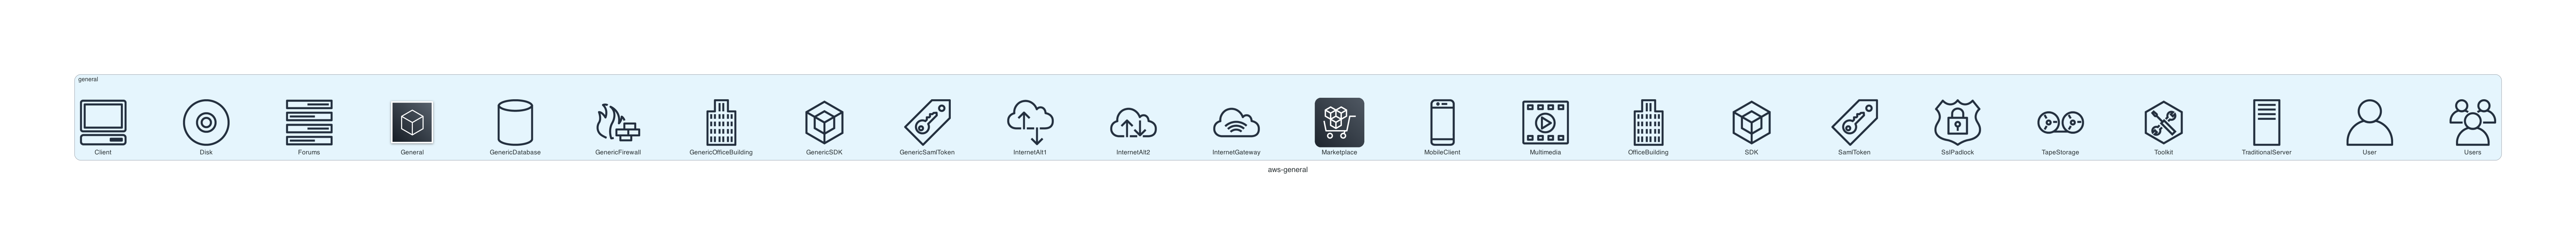 general
Client
Disk
Forums
General
GenericDatabase
GenericFirewall
GenericOfficeBuilding
GenericSDK
GenericSamlToken
InternetAlt1
InternetAlt2
InternetGateway
Marketplace
MobileClient
Multimedia
OfficeBuilding
SDK
SamlToken
SslPadlock
TapeStorage
Toolkit
TraditionalServer
User
Users
aws-general